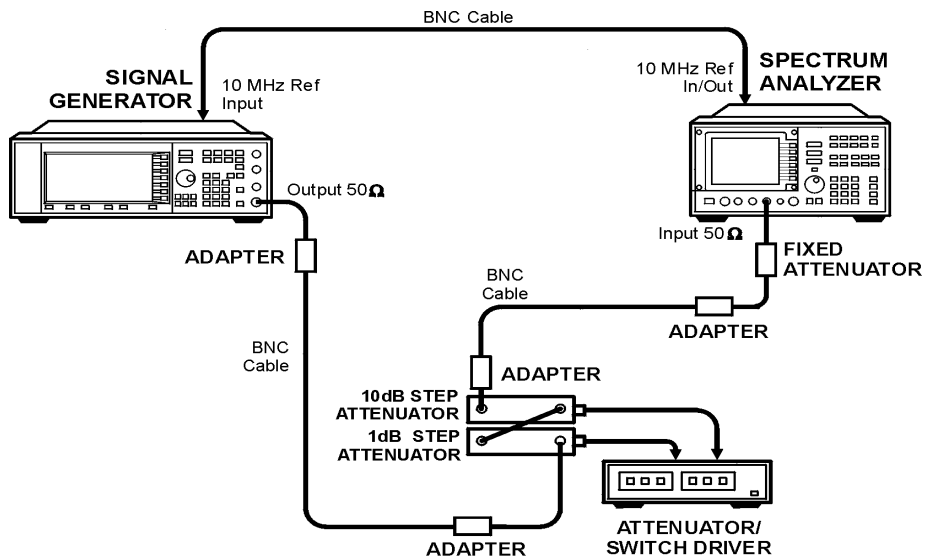 BNC Cable
SIGNAL
GENERATOR
10 MHz Ref
Input
10 MHz Ref
In/Out
SPECTRUM
ANALYZER
Output 50Ω
Input 50Ω
ADAPTER
FIXED
ATTENUATOR
BNC
Cable
ADAPTER
BNC
Cable
ADAPTER
10dB STEP
ATTENUATOR
1dB STEP
ATTENUATOR
ADAPTER
ATTENUATOR/
SWITCH DRIVER